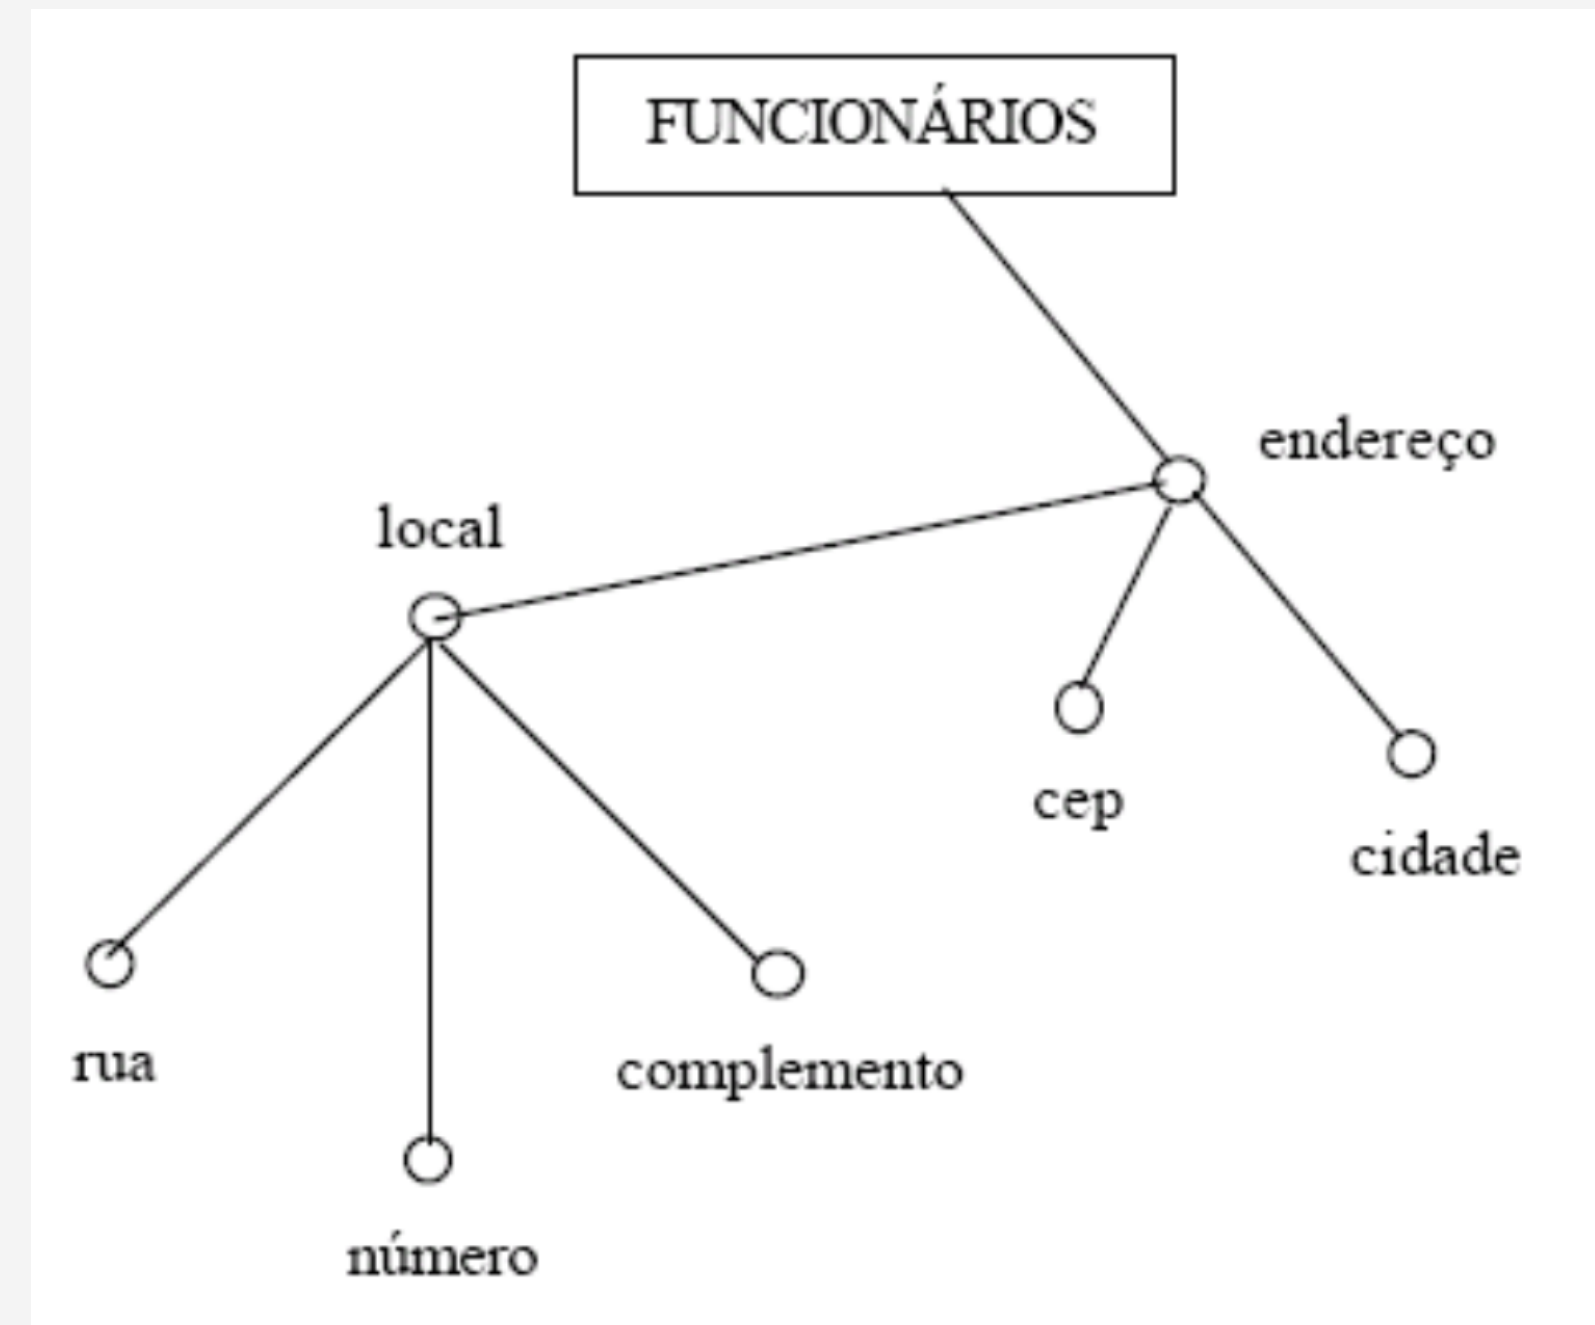 FUNCIONÁRIOS
endereço
local
cep
cidade
rua
complemento
número